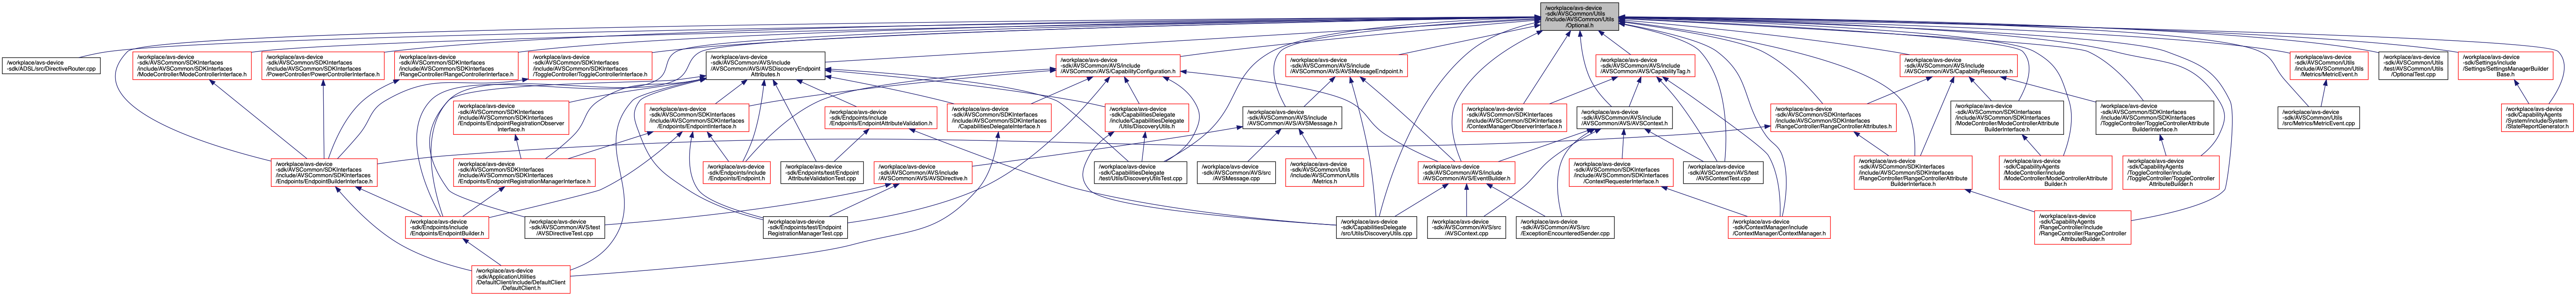 /workplace/avs-device
-sdk/AVSCommon/Utils
/include/AVSCommon/Utils
/Optional.h
/workplace/avs-device
-sdk/ADSL/src/DirectiveRouter.cpp
/workplace/avs-device
-sdk/AVSCommon/SDKInterfaces
/include/AVSCommon/SDKInterfaces
/ModeController/ModeControllerInterface.h
/workplace/avs-device
-sdk/AVSCommon/SDKInterfaces
/include/AVSCommon/SDKInterfaces
/PowerController/PowerControllerInterface.h
/workplace/avs-device
-sdk/AVSCommon/SDKInterfaces
/include/AVSCommon/SDKInterfaces
/RangeController/RangeControllerInterface.h
/workplace/avs-device
-sdk/AVSCommon/SDKInterfaces
/include/AVSCommon/SDKInterfaces
/ToggleController/ToggleControllerInterface.h
/workplace/avs-device
-sdk/AVSCommon/AVS/include
/AVSCommon/AVS/AVSDiscoveryEndpoint
Attributes.h
/workplace/avs-device
-sdk/AVSCommon/AVS/include
/AVSCommon/AVS/CapabilityConfiguration.h
/workplace/avs-device
-sdk/AVSCommon/AVS/include
/AVSCommon/AVS/AVSMessageEndpoint.h
/workplace/avs-device
-sdk/AVSCommon/AVS/include
/AVSCommon/AVS/CapabilityTag.h
/workplace/avs-device
-sdk/AVSCommon/AVS/include
/AVSCommon/AVS/CapabilityResources.h
/workplace/avs-device
-sdk/AVSCommon/Utils
/include/AVSCommon/Utils
/Metrics/MetricEvent.h
/workplace/avs-device
-sdk/AVSCommon/Utils
/test/AVSCommon/Utils
/OptionalTest.cpp
/workplace/avs-device
-sdk/Settings/include
/Settings/SettingsManagerBuilder
Base.h
/workplace/avs-device
-sdk/AVSCommon/SDKInterfaces
/include/AVSCommon/SDKInterfaces
/Endpoints/EndpointRegistrationObserver
Interface.h
/workplace/avs-device
-sdk/AVSCommon/SDKInterfaces
/include/AVSCommon/SDKInterfaces
/Endpoints/EndpointInterface.h
/workplace/avs-device
-sdk/Endpoints/include
/Endpoints/EndpointAttributeValidation.h
/workplace/avs-device
-sdk/AVSCommon/SDKInterfaces
/include/AVSCommon/SDKInterfaces
/CapabilitiesDelegateInterface.h
/workplace/avs-device
-sdk/CapabilitiesDelegate
/include/CapabilitiesDelegate
/Utils/DiscoveryUtils.h
/workplace/avs-device
-sdk/AVSCommon/AVS/include
/AVSCommon/AVS/AVSMessage.h
/workplace/avs-device
-sdk/AVSCommon/SDKInterfaces
/include/AVSCommon/SDKInterfaces
/ContextManagerObserverInterface.h
/workplace/avs-device
-sdk/AVSCommon/AVS/include
/AVSCommon/AVS/AVSContext.h
/workplace/avs-device
-sdk/AVSCommon/SDKInterfaces
/include/AVSCommon/SDKInterfaces
/RangeController/RangeControllerAttributes.h
/workplace/avs-device
-sdk/AVSCommon/SDKInterfaces
/include/AVSCommon/SDKInterfaces
/ModeController/ModeControllerAttribute
BuilderInterface.h
/workplace/avs-device
-sdk/AVSCommon/SDKInterfaces
/include/AVSCommon/SDKInterfaces
/ToggleController/ToggleControllerAttribute
BuilderInterface.h
/workplace/avs-device
-sdk/AVSCommon/Utils
/src/Metrics/MetricEvent.cpp
/workplace/avs-device
-sdk/CapabilityAgents
/System/include/System
/StateReportGenerator.h
/workplace/avs-device
-sdk/AVSCommon/SDKInterfaces
/include/AVSCommon/SDKInterfaces
/Endpoints/EndpointBuilderInterface.h
/workplace/avs-device
-sdk/AVSCommon/SDKInterfaces
/include/AVSCommon/SDKInterfaces
/Endpoints/EndpointRegistrationManagerInterface.h
/workplace/avs-device
-sdk/Endpoints/include
/Endpoints/Endpoint.h
/workplace/avs-device
-sdk/Endpoints/test/Endpoint
AttributeValidationTest.cpp
/workplace/avs-device
-sdk/AVSCommon/AVS/include
/AVSCommon/AVS/AVSDirective.h
/workplace/avs-device
-sdk/CapabilitiesDelegate
/test/Utils/DiscoveryUtilsTest.cpp
/workplace/avs-device
-sdk/AVSCommon/AVS/src
/AVSMessage.cpp
/workplace/avs-device
-sdk/AVSCommon/Utils
/include/AVSCommon/Utils
/Metrics.h
/workplace/avs-device
-sdk/AVSCommon/AVS/include
/AVSCommon/AVS/EventBuilder.h
/workplace/avs-device
-sdk/AVSCommon/SDKInterfaces
/include/AVSCommon/SDKInterfaces
/ContextRequesterInterface.h
/workplace/avs-device
-sdk/AVSCommon/AVS/test
/AVSContextTest.cpp
/workplace/avs-device
-sdk/AVSCommon/SDKInterfaces
/include/AVSCommon/SDKInterfaces
/RangeController/RangeControllerAttribute
BuilderInterface.h
/workplace/avs-device
-sdk/CapabilityAgents
/ModeController/include
/ModeController/ModeControllerAttribute
Builder.h
/workplace/avs-device
-sdk/CapabilityAgents
/ToggleController/include
/ToggleController/ToggleController
AttributeBuilder.h
/workplace/avs-device
-sdk/Endpoints/include
/Endpoints/EndpointBuilder.h
/workplace/avs-device
-sdk/AVSCommon/AVS/test
/AVSDirectiveTest.cpp
/workplace/avs-device
-sdk/Endpoints/test/Endpoint
RegistrationManagerTest.cpp
/workplace/avs-device
-sdk/CapabilitiesDelegate
/src/Utils/DiscoveryUtils.cpp
/workplace/avs-device
-sdk/AVSCommon/AVS/src
/AVSContext.cpp
/workplace/avs-device
-sdk/AVSCommon/AVS/src
/ExceptionEncounteredSender.cpp
/workplace/avs-device
-sdk/ContextManager/include
/ContextManager/ContextManager.h
/workplace/avs-device
-sdk/CapabilityAgents
/RangeController/include
/RangeController/RangeController
AttributeBuilder.h
/workplace/avs-device
-sdk/ApplicationUtilities
/DefaultClient/include/DefaultClient
/DefaultClient.h